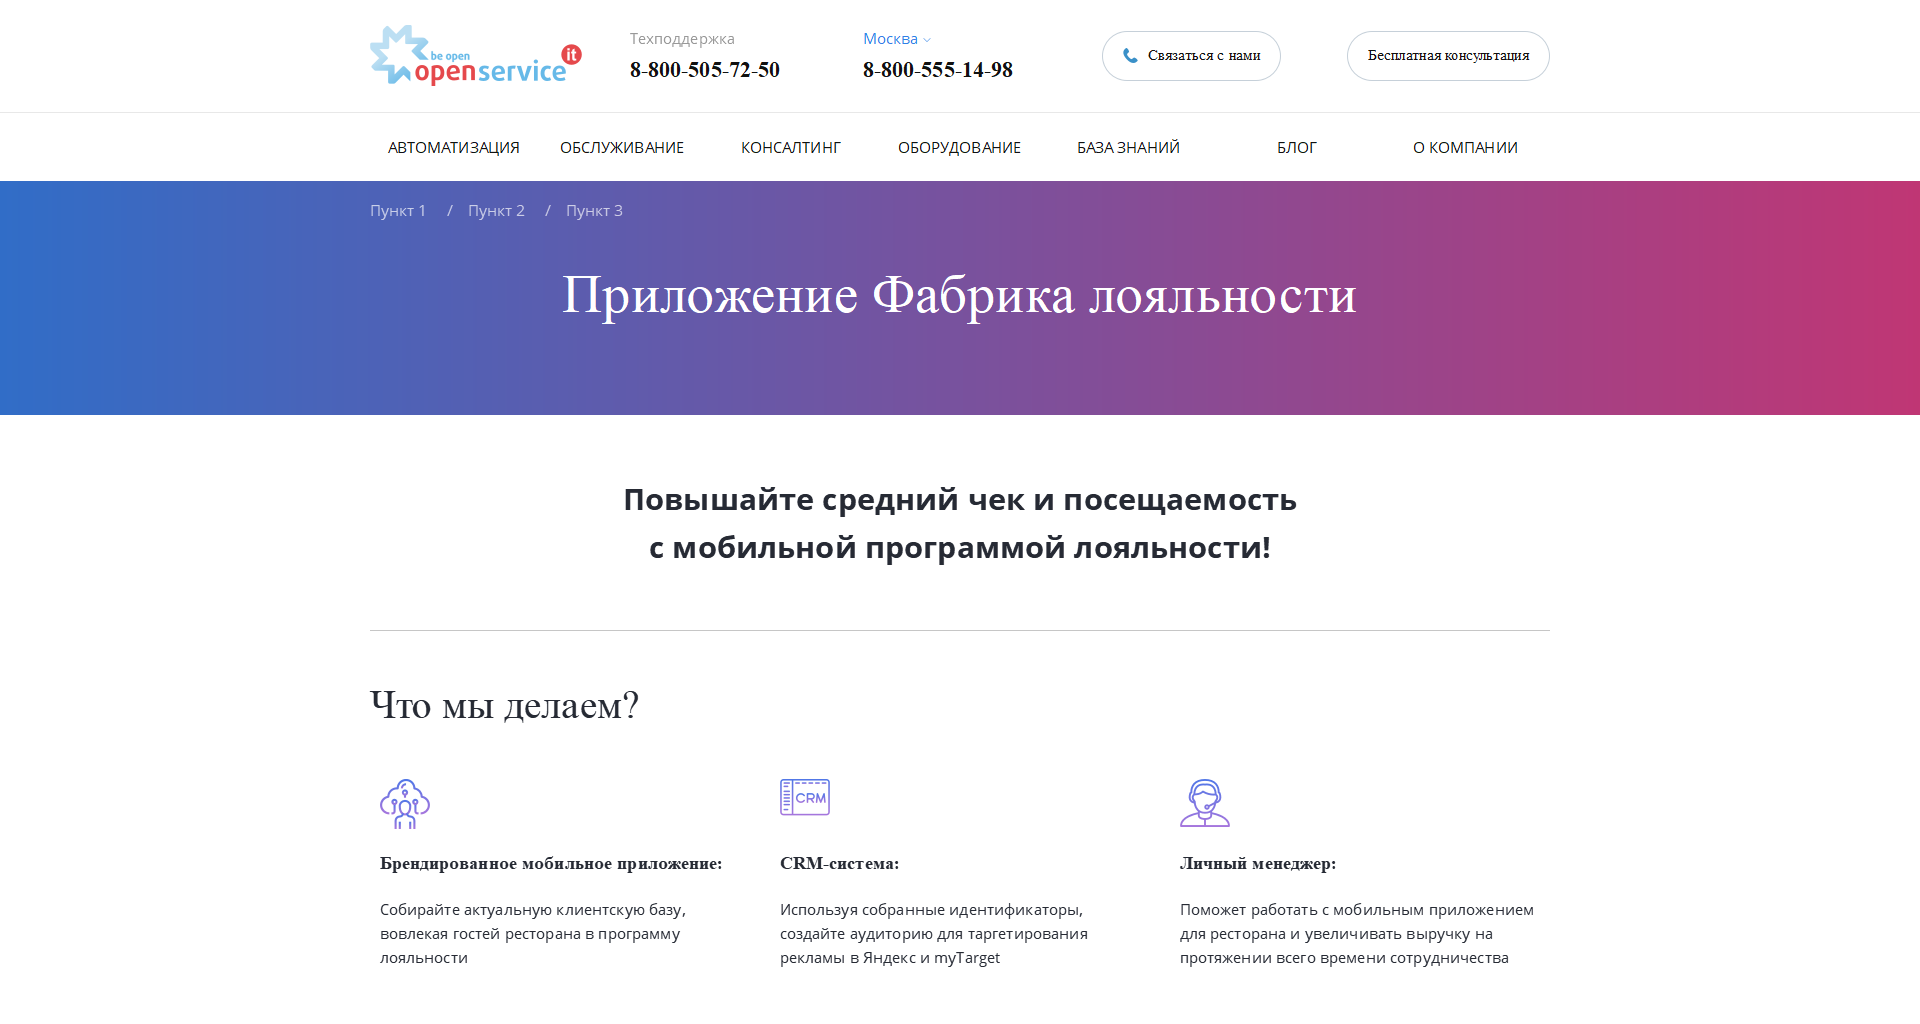 be open
openservice it
Техподдержка
8-800-505-72-50
Москва
8-800-555-14-98
Связаться с нами
Бесплатная консультация
АВТОМАТИЗАЦИЯ
ОБСЛУЖИВАНИЕ
КОНСАЛТИНГ
ОБОРУДОВАНИЕ
БАЗА ЗНАНИЙ
БЛОГ
О КОМПАНИИ
Пункт 1 / Пункт 2 / Пункт 3
Приложение Фабрика лояльности
Повышайте средний чек и посещаемость
с мобильной программой лояльности!
Что мы делаем?
Брендированное мобильное приложение:
Собирайте актуальную клиентскую базу,
вовлекая гостей ресторана в программу
лояльности
CRM
CRM-система:
Используя собранные идентификаторы,
создайте аудиторию для таргетирования
рекламы в Яндекс и myTarget
Личный менеджер:
Поможет работать с мобильным приложением
для ресторана и увеличивать выручку на
протяжении всего времени сотрудничества